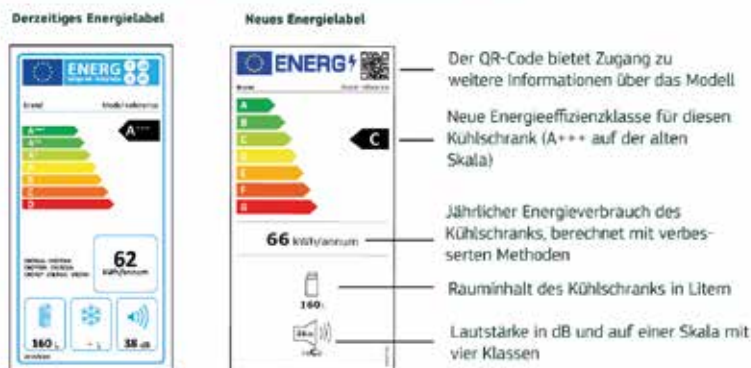 Derzeitiges Energielabel
Neues Energielabel
ENERG
Brand
A+++
A++
A+
A
B
C
D
A+++
62
kWh/annum
160 L
- L
38 dB
ENERG
A
B
C
D
E
F
G
C
66 kWh/annum
160 L
Der QR-Code bietet Zugang zu
weitere Informationen über das Modell
Neue Energieeffizienzklasse für diesen
Kühlschrank (A+++ auf der alten
Skala)
Jährlicher Energieverbrauch des
Kühlschranks, berechnet mit verbes-
serten Methoden
Rauminhalt des Kühlschranks in Litern
Lautstärke in dB und auf einer Skala mit
vier Klassen